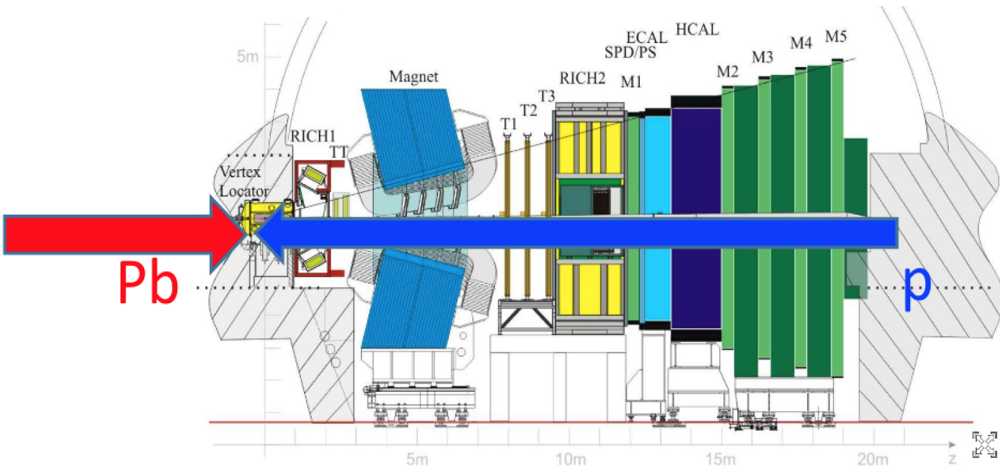 HCAL
ECAL
SPD/PS
M5
M4
M3
M2
M1
RICH2
Magnet
T3
T2
T1
5m
RICH1
TT
Vertex
Locator
Pb
p
5m
10m
15m
20m
z